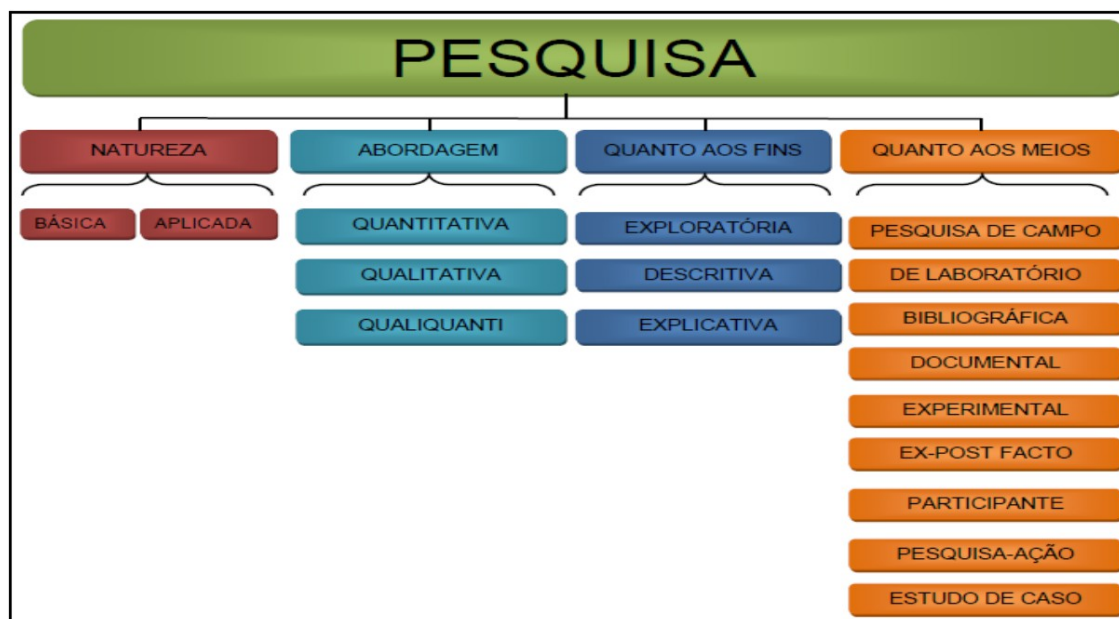 PESQUISA
NATUREZA
BÁSICA
APLICADA
ABORDAGEM
QUANTITATIVA
QUALITATIVA
QUALIQUANTI
QUANTO AOS FINS
EXPLORATÓRIA
DESCRITIVA
EXPLICATIVA
QUANTO AOS MEIOS
PESQUISA DE CAMPO
DE LABORATÓRIO
BIBLIOGRÁFICA
DOCUMENTAL
EXPERIMENTAL
EX-POST FACTO
PARTICIPANTE
PESQUISA-AÇÃO
ESTUDO DE CASO